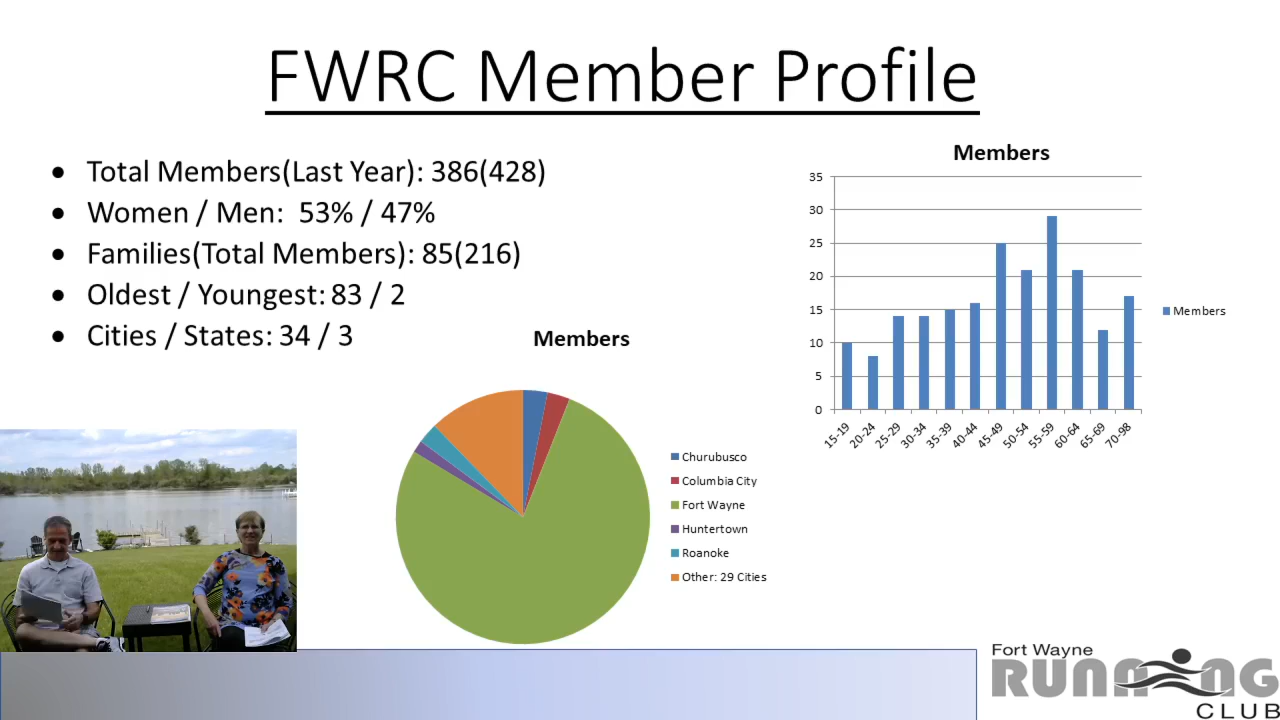 FWRC Member Profile
• Total Members(Last Year): 386(428)
• Women / Men: 53% / 47%
• Families(Total Members): 85(216)
• Oldest / Youngest: 83 / 2
• Cities / States: 34 / 3
Members
Churubusco
Columbia City
Fort Wayne
Huntertown
Roanoke
Other: 29 Cities
Members
35
30
25
20
15
10
5
0
15-19
20-24
25-29
30-34
35-39
40-44
45-49
50-54
55-59
60-64
65-69
70-98
Members
Fort Wayne
RUNNING
CLUB